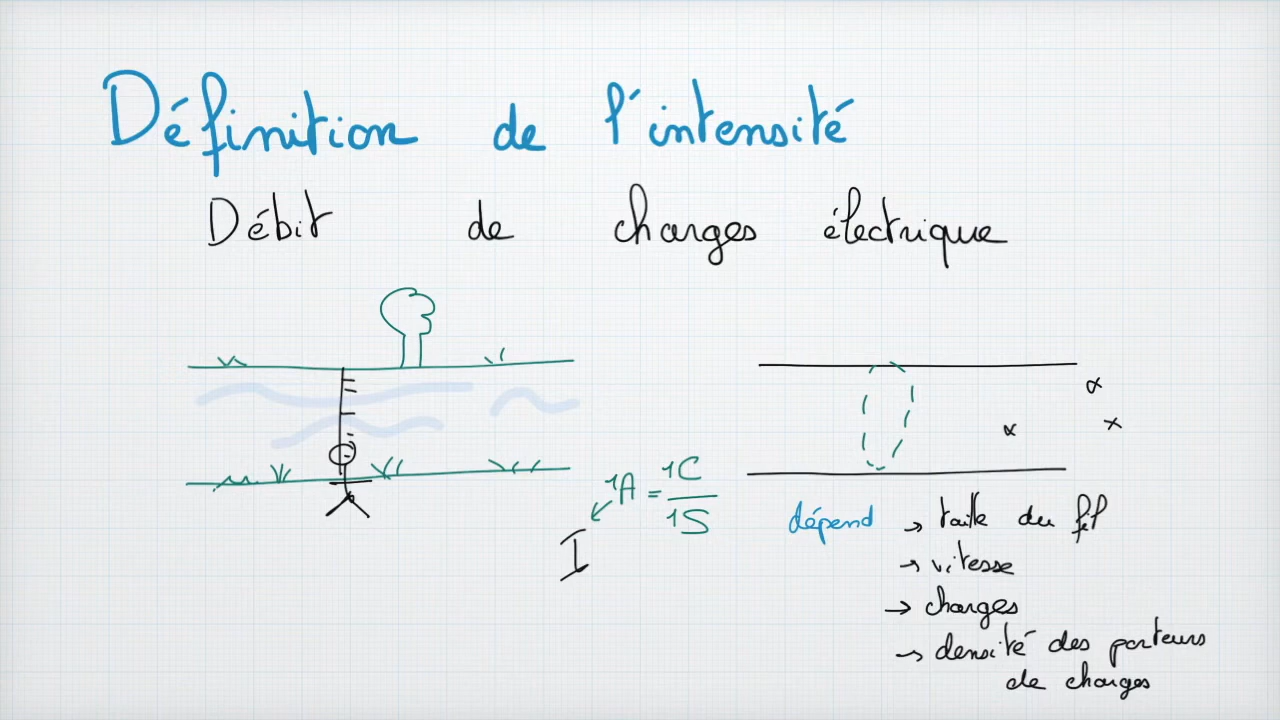 Définition de l'intensité
Débit de charges électrique
1A = 1C / 1S
I
dépend → taille du fil
→ vitesse
→ charges
→ densité des porteurs
de charges